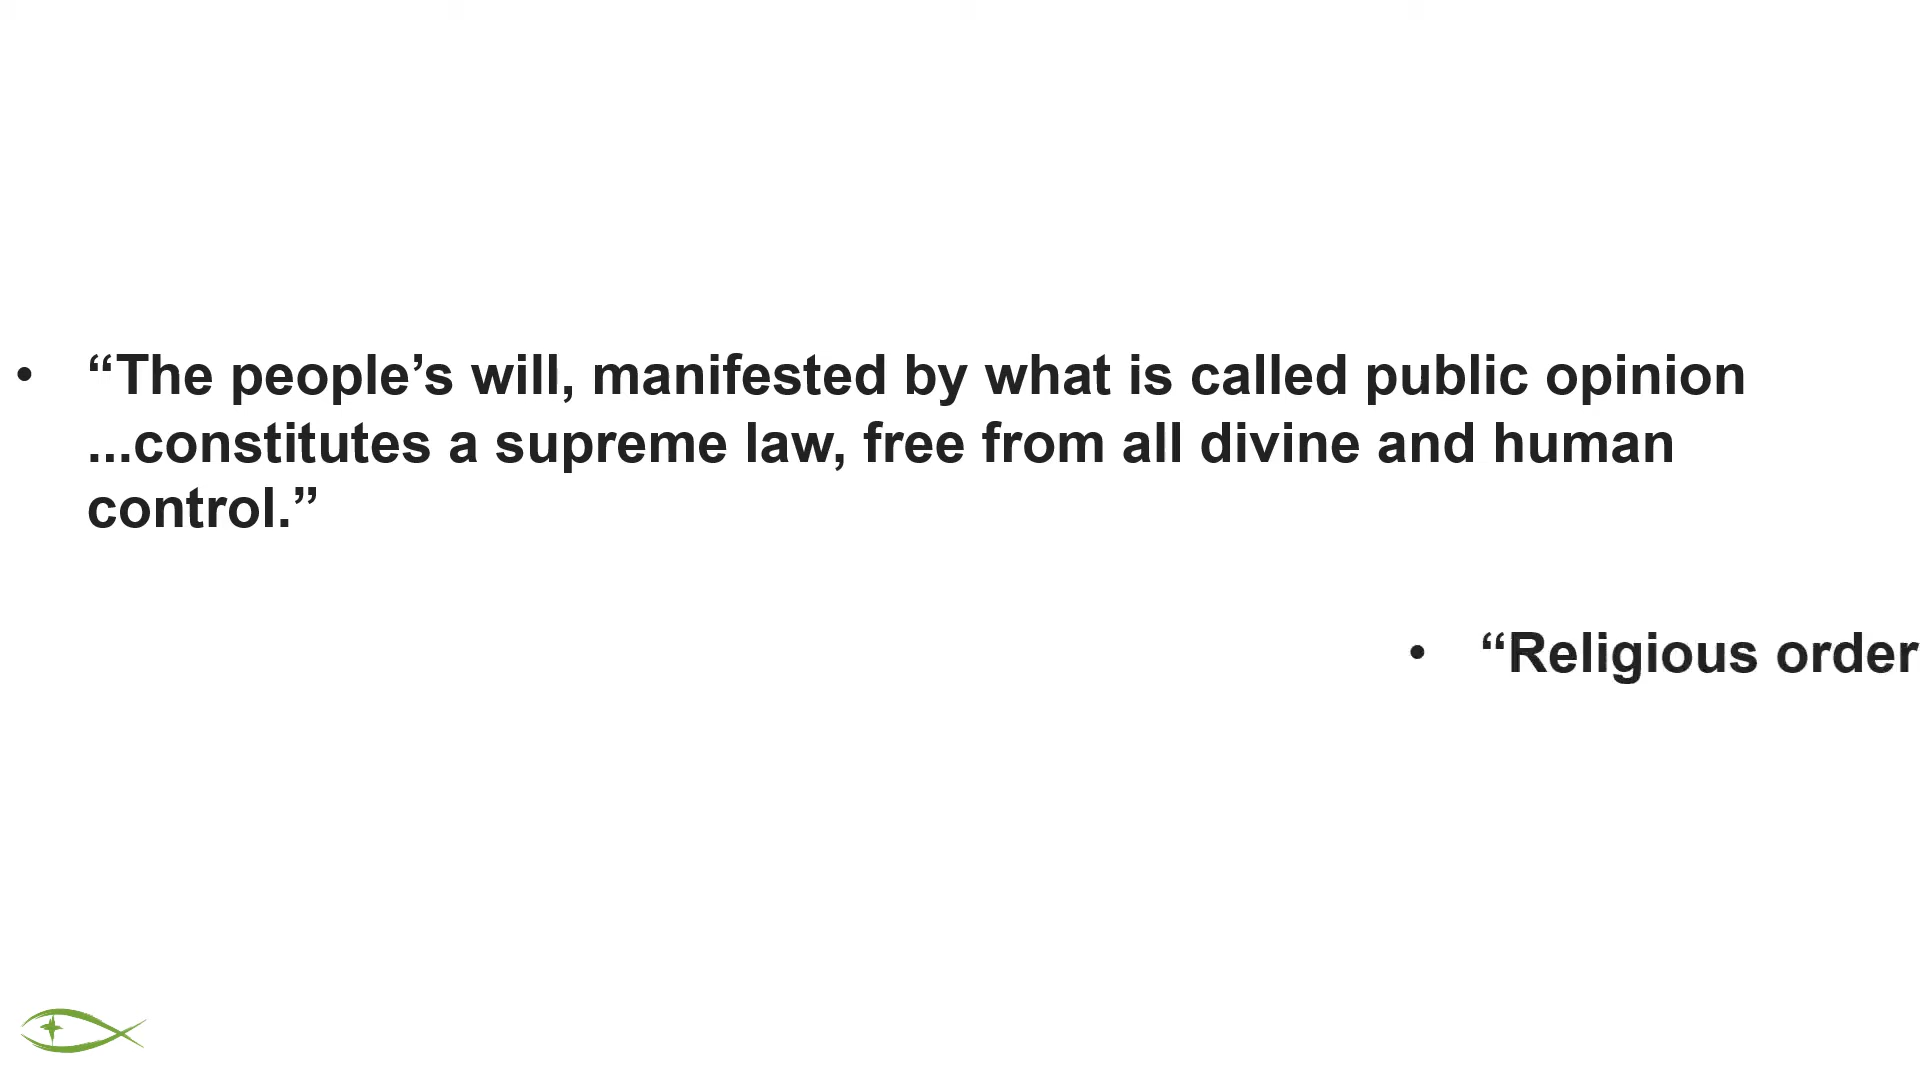 • “The people’s will, manifested by what is called public opinion
...constitutes a supreme law, free from all divine and human
control.”
• “Religious order